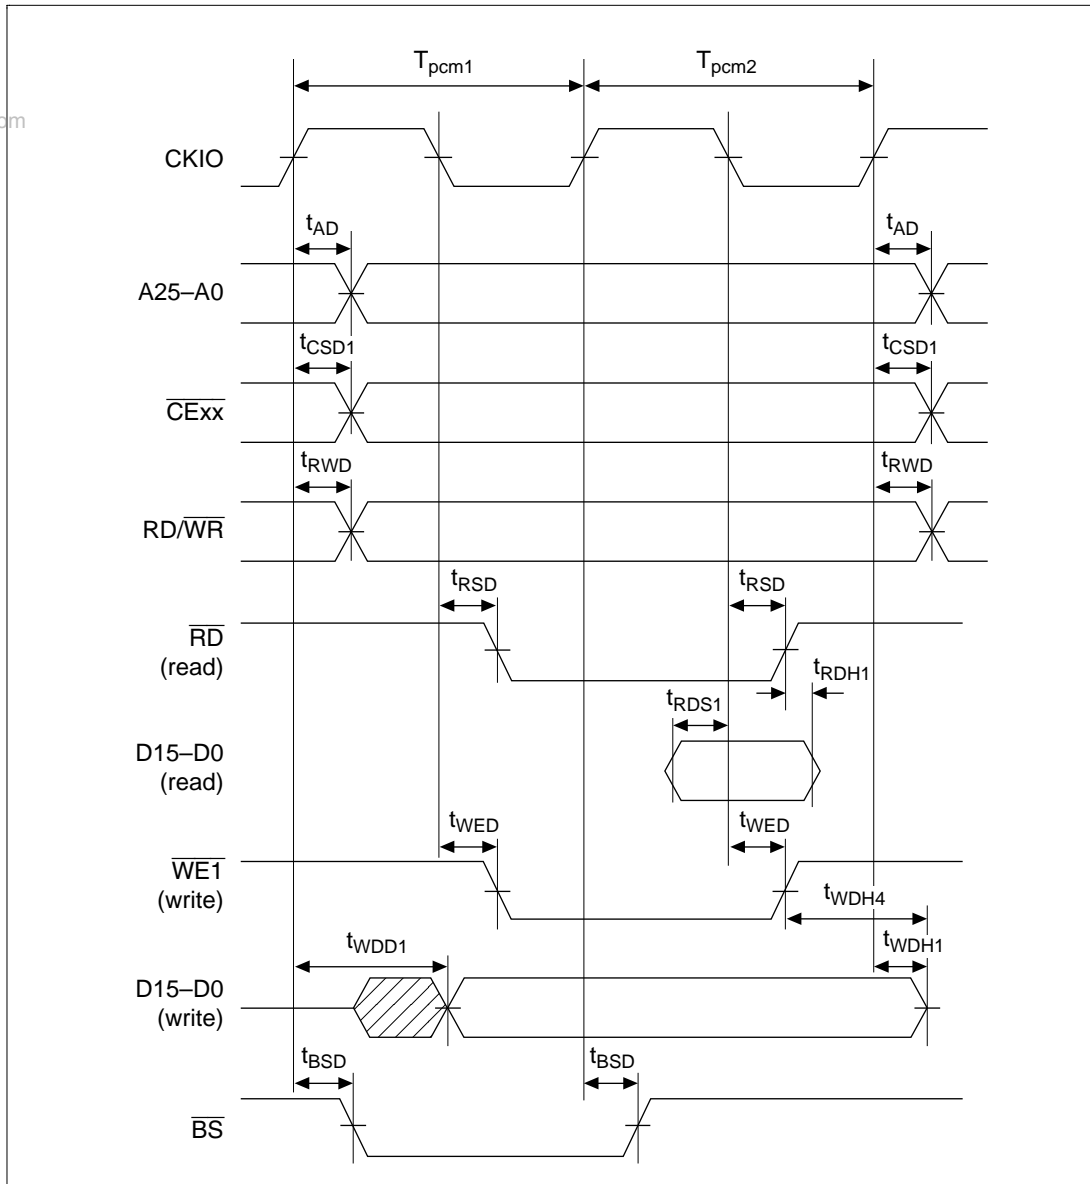 Tpcm1 Tpcm2
om
CKIO
tAD tAD
A25–A0
tCSD1 tCSD1
CExx
tRWD tRWD
RD/WR
tRSD tRSD
RD
(read)
tRDH1
tRDS1
D15–D0
(read)
tWED tWED
WE1
(write)
tWDH4
tWDD1 tWDH1
D15–D0
(write)
tBSD tBSD
BS